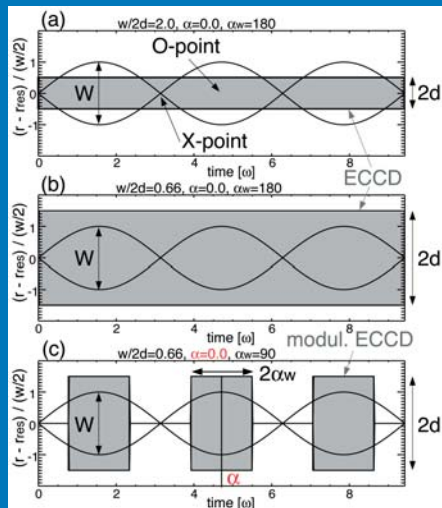 (a)
w/2d=2.0, α=0.0, αw=180
O-point
W
X-point
2d
(r - rres) / (w/2)
1
0
-1
0 2 4 6 8
time [ω]
ECCD
(b)
w/2d=0.66, α=0.0, αw=180
W
2d
(r - rres) / (w/2)
1
0
-1
0 2 4 6 8
time [ω]
modul. ECCD
(c)
w/2d=0.66, α=0.0, αw=90
2αw
W
2d
(r - rres) / (w/2)
1
0
-1
α
0 2 4 6 8
time [ω]